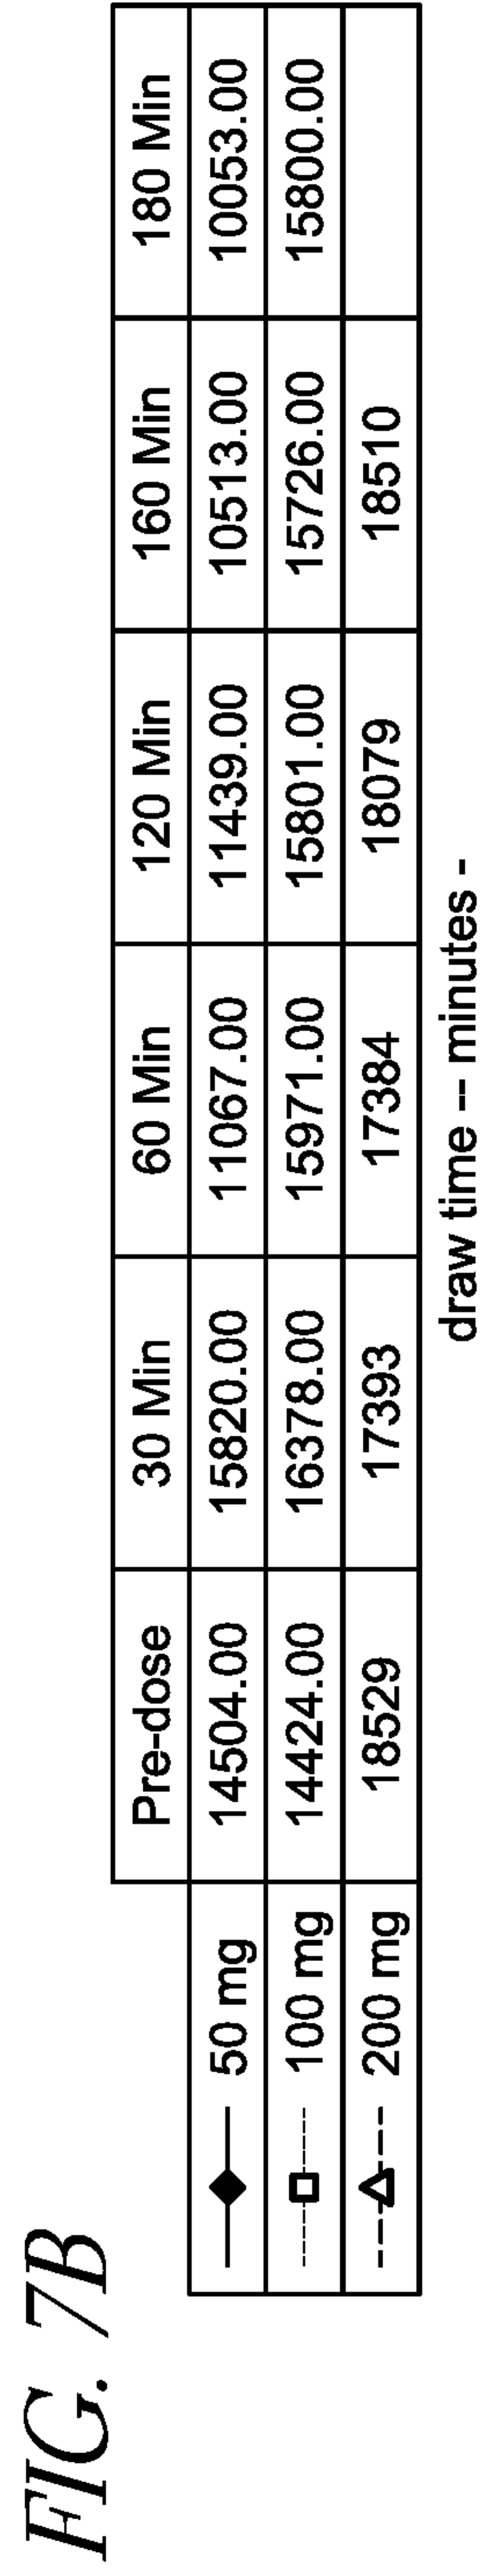 FIG. 7B
Pre-dose 30 Min 60 Min 120 Min 160 Min 180 Min
50 mg 14504.00 15820.00 11067.00 11439.00 10513.00 10053.00
100 mg 14424.00 16378.00 15971.00 15801.00 15726.00 15800.00
200 mg 18529 17393 17384 18079 18510
draw time -- minutes -